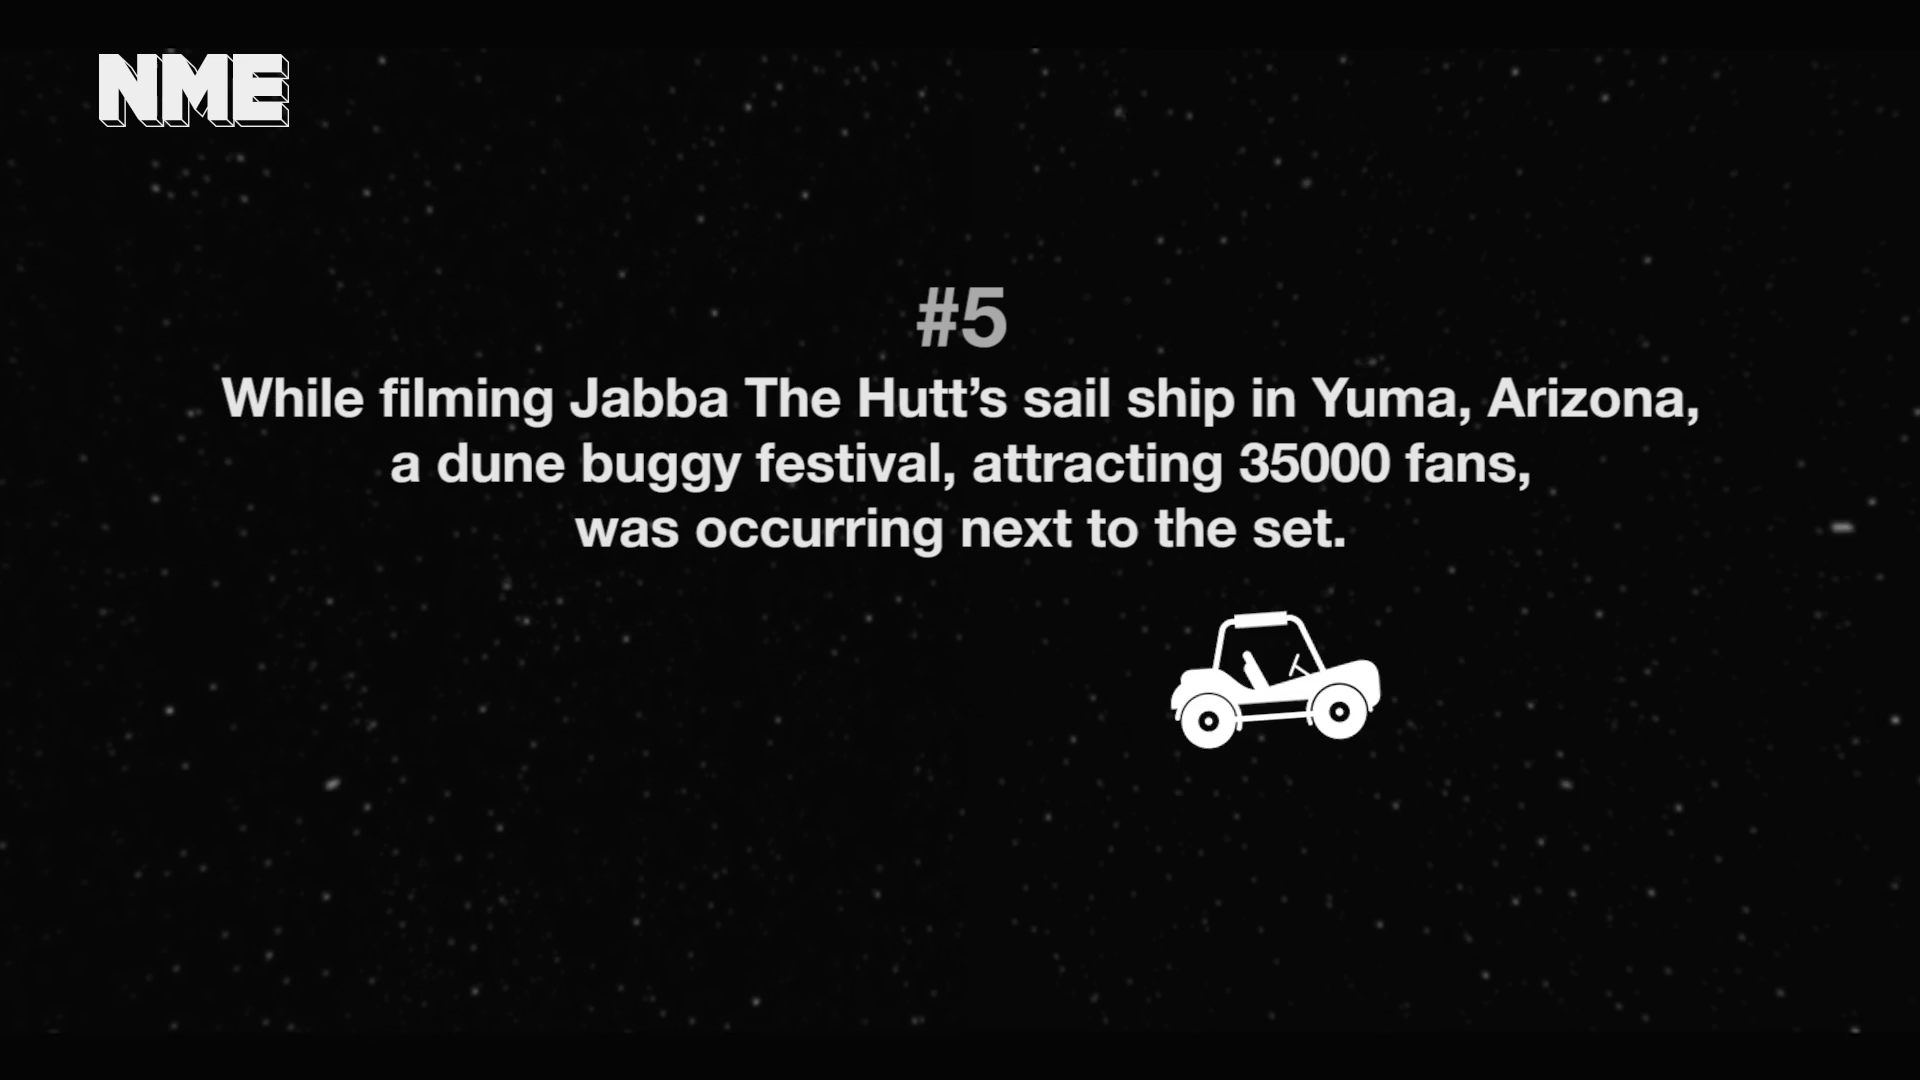 NME
#5
While filming Jabba The Hutt’s sail ship in Yuma, Arizona,
a dune buggy festival, attracting 35000 fans,
was occurring next to the set.